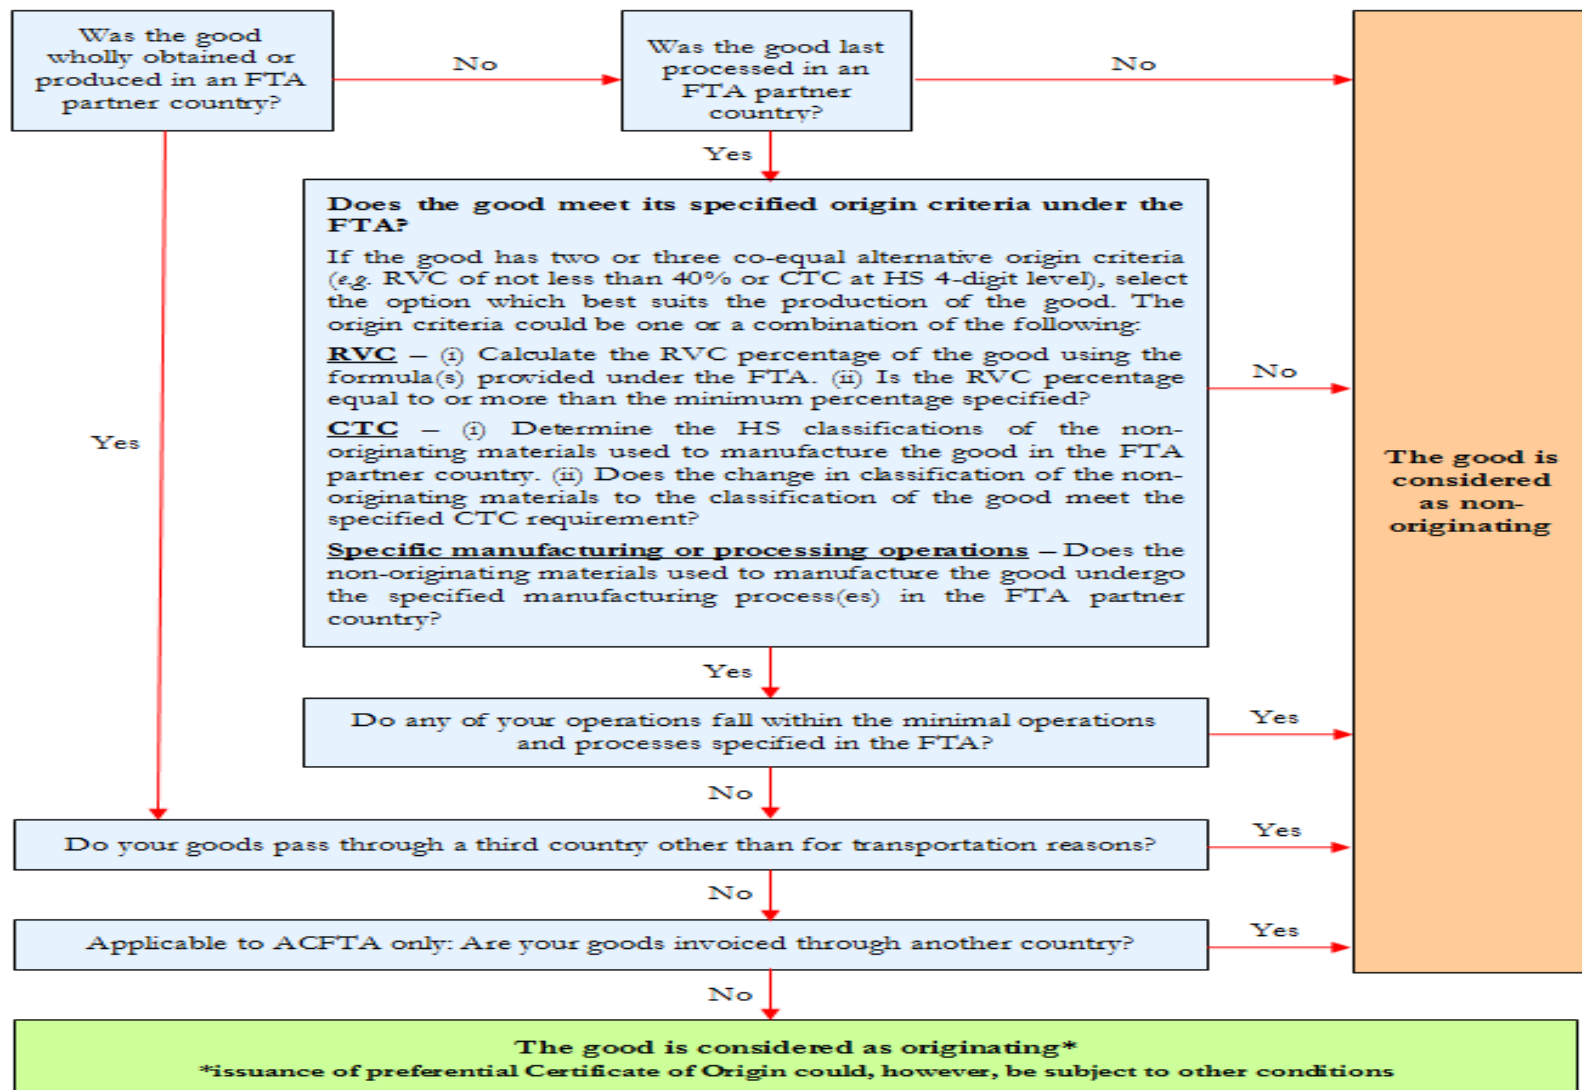 Was the good
wholly obtained or
produced in an FTA
partner country?
No
Was the good last
processed in an
FTA partner
country?
No
Yes
Does the good meet its specified origin criteria under the
FTA?
If the good has two or three co-equal alternative origin criteria
(e.g. RVC of not less than 40% or CTC at HS 4-digit level), select
the option which best suits the production of the good. The
origin criteria could be one or a combination of the following:
RVC – (i) Calculate the RVC percentage of the good using the
formula(s) provided under the FTA. (ii) Is the RVC percentage
equal to or more than the minimum percentage specified?
CTC – (i) Determine the HS classifications of the non-
originating materials used to manufacture the good in the FTA
partner country. (ii) Does the change in classification of the non-
originating materials to the classification of the good meet the
specified CTC requirement?
Specific manufacturing or processing operations – Does the
non-originating materials used to manufacture the good undergo
the specified manufacturing process(es) in the FTA partner
country?
No
Yes
The good is
considered
as non-
originating
Yes
Do any of your operations fall within the minimal operations
and processes specified in the FTA?
Yes
No
Do your goods pass through a third country other than for transportation reasons?
Yes
No
Applicable to ACFTA only: Are your goods invoiced through another country?
Yes
No
The good is considered as originating*
*issuance of preferential Certificate of Origin could, however, be subject to other conditions